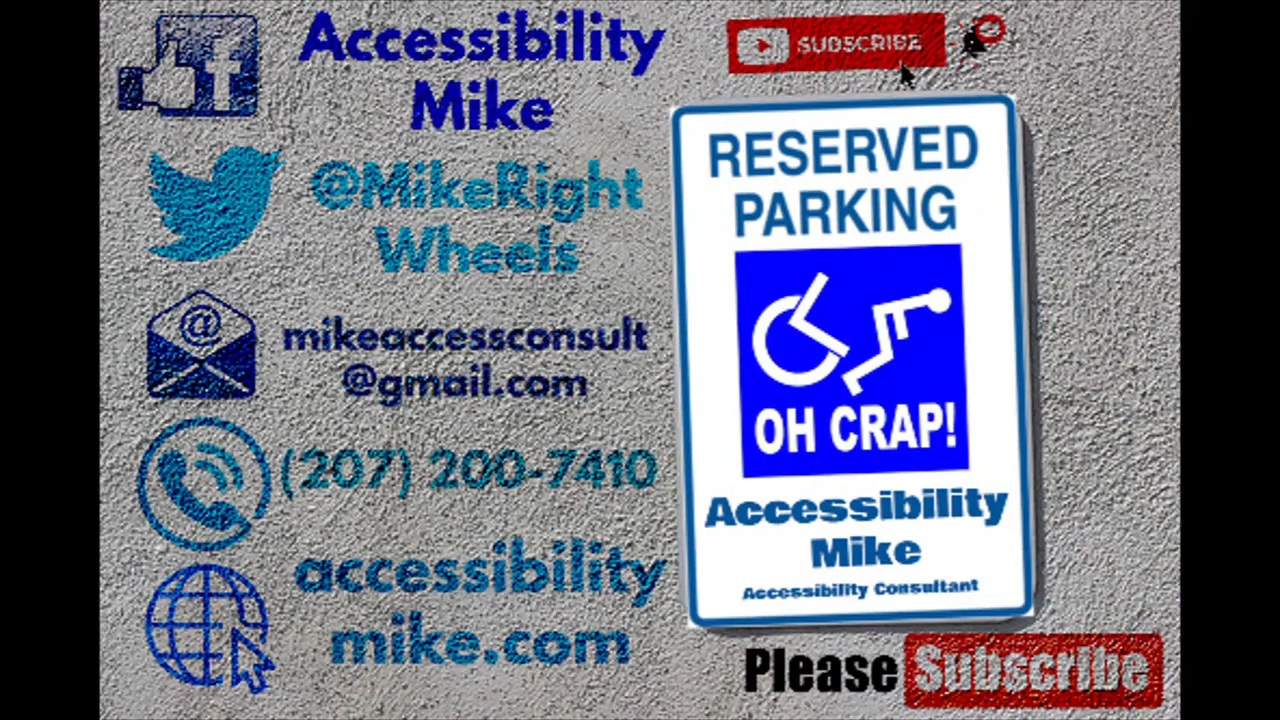 Accessibility
Mike
@MikeRight
Wheels
mikeaccessconsult
@gmail.com
(207) 200-7410
accessibility
mike.com
SUBSCRIBE
RESERVED
PARKING
OH CRAP!
Accessibility
Mike
Accessibility Consultant
Please Subscribe